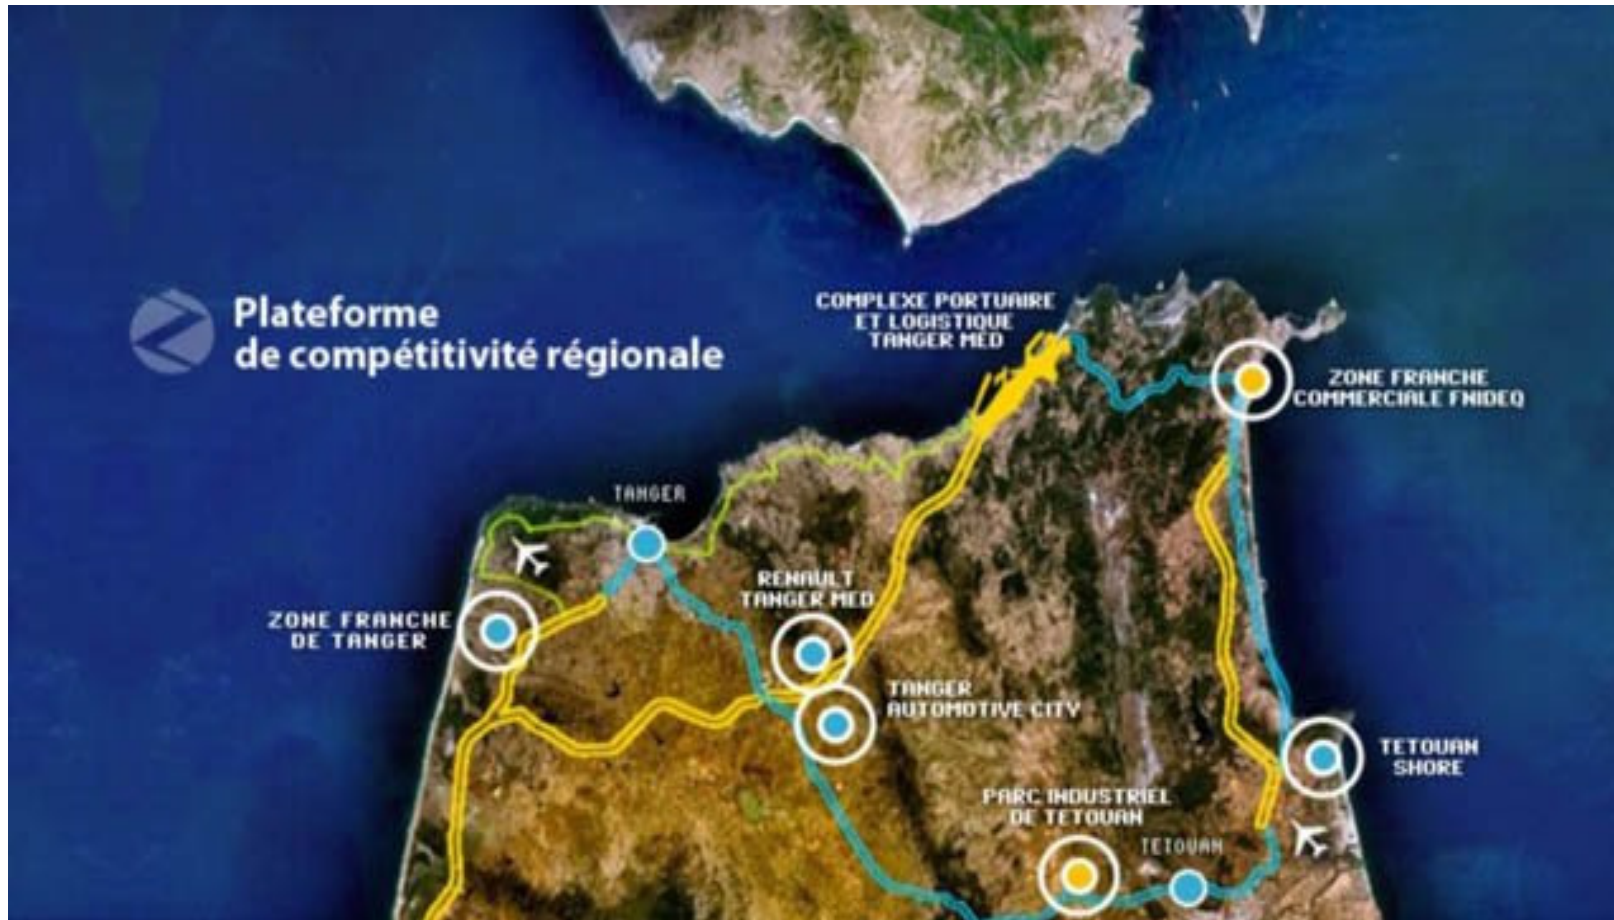 Plateforme
de compétitivité régionale
COMPLEXE PORTUAIRE
ET LOGISTIQUE
TANGER MED
ZONE FRANCHE
COMMERCIALE FNIDEQ
TANGER
RENAULT
TANGER MED
ZONE FRANCHE
DE TANGER
TANGER
AUTOMOTIVE CITY
TETOUAN
SHORE
PARC INDUSTRIEL
DE TETOUAN
TETOUAN